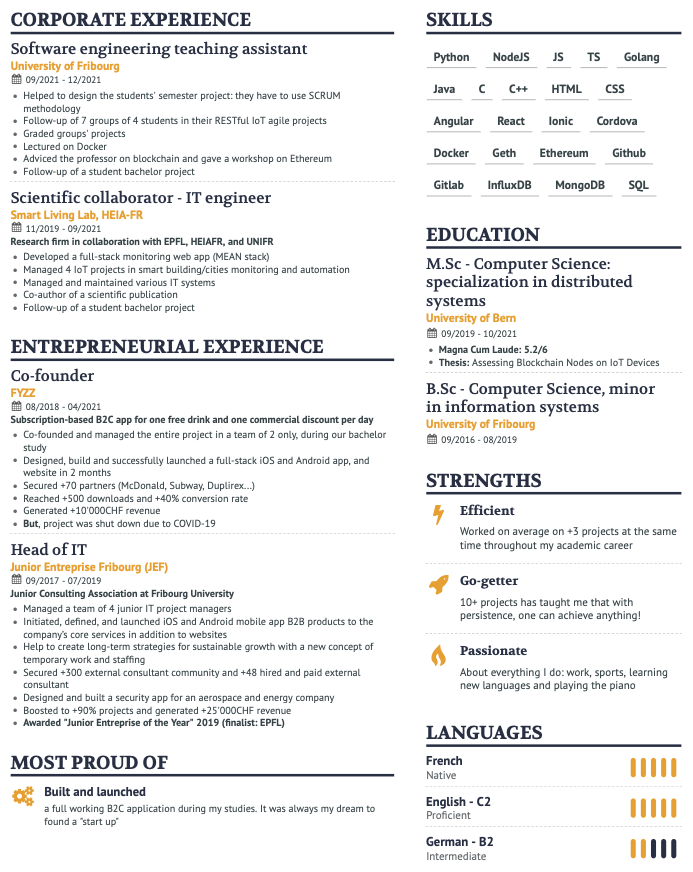 CORPORATE EXPERIENCE
Software engineering teaching assistant
University of Fribourg
09/2021 - 12/2021
• Helped to design the students' semester project: they have to use SCRUM
methodology
• Follow-up of 7 groups of 4 students in their RESTful IoT agile projects
• Graded groups' projects
• Lectured on Docker
• Adviced the professor on blockchain and gave a workshop on Ethereum
• Follow-up of a student bachelor project
Scientific collaborator - IT engineer
Smart Living Lab, HEIA-FR
11/2019 - 09/2021
Research firm in collaboration with EPFL, HEIAFR, and UNIFR
• Developed a full-stack monitoring web app (MEAN stack)
• Managed 4 IoT projects in smart building/cities monitoring and automation
• Managed and maintained various IT systems
• Co-author of a scientific publication
• Follow-up of a student bachelor project
ENTREPRENEURIAL EXPERIENCE
Co-founder
FYZZ
08/2018 - 04/2021
Subscription-based B2C app for one free drink and one commercial discount per day
• Co-founded and managed the entire project in a team of 2 only, during our bachelor
study
• Designed, build and successfully launched a full-stack iOS and Android app, and
website in 2 months
• Secured +70 partners (McDonald, Subway, Duplirex...)
• Reached +500 downloads and +40% conversion rate
• Generated +10'000CHF revenue
• But, project was shut down due to COVID-19
Head of IT
Junior Entreprise Fribourg (JEF)
09/2017 - 07/2019
Junior Consulting Association at Fribourg University
• Managed a team of 4 junior IT project managers
• Initiated, defined, and launched iOS and Android mobile app B2B products to the
company's core services in addition to websites
• Help to create long-term strategies for sustainable growth with a new concept of
temporary work and staffing
• Secured +300 external consultant community and +48 hired and paid external
consultant
• Designed and built a security app for an aerospace and energy company
• Boosted to +90% projects and generated +25'000CHF revenue
• Awarded "Junior Entreprise of the Year" 2019 (finalist: EPFL)
MOST PROUD OF
Built and launched
a full working B2C application during my studies. It was always my dream to
found a "start up"
SKILLS
Python NodeJS JS TS Golang
Java C C++ HTML CSS
Angular React Ionic Cordova
Docker Geth Ethereum Github
Gitlab InfluxDB MongoDB SQL
EDUCATION
M.Sc - Computer Science:
specialization in distributed
systems
University of Bern
09/2019 - 10/2021
• Magna Cum Laude: 5.2/6
• Thesis: Assessing Blockchain Nodes on IoT Devices
B.Sc - Computer Science, minor
in information systems
University of Fribourg
09/2016 - 08/2019
STRENGTHS
Efficient
Worked on average on +3 projects at the same
time throughout my academic career
Go-getter
10+ projects has taught me that with
persistence, one can achieve anything!
Passionate
About everything I do: work, sports, learning
new languages and playing the piano
LANGUAGES
French
Native
English - C2
Proficient
German - B2
Intermediate